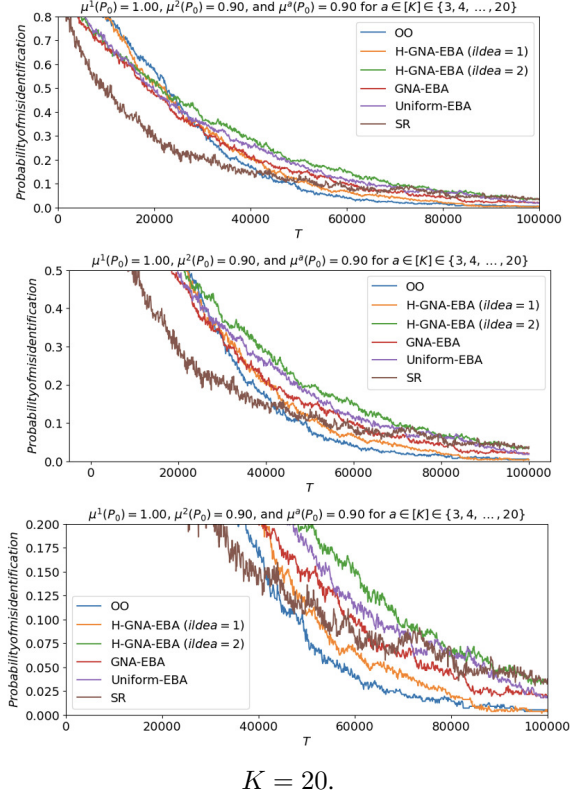 μ¹(P₀) = 1.00, μ²(P₀) = 0.90, and μᵃ(P₀) = 0.90 for a ∈ [K] ∈ {3, 4, ..., 20}
Probabilityofmisidentification
0.8
0.7
0.6
0.5
0.4
0.3
0.2
0.1
0.0
OO
H-GNA-EBA (iIdea = 1)
H-GNA-EBA (iIdea = 2)
GNA-EBA
Uniform-EBA
SR
0 20000 40000 60000 80000 100000
T
μ¹(P₀) = 1.00, μ²(P₀) = 0.90, and μᵃ(P₀) = 0.90 for a ∈ [K] ∈ {3, 4, ..., 20}
Probabilityofmisidentification
0.5
0.4
0.3
0.2
0.1
0.0
OO
H-GNA-EBA (iIdea = 1)
H-GNA-EBA (iIdea = 2)
GNA-EBA
Uniform-EBA
SR
0 20000 40000 60000 80000 100000
T
μ¹(P₀) = 1.00, μ²(P₀) = 0.90, and μᵃ(P₀) = 0.90 for a ∈ [K] ∈ {3, 4, ..., 20}
Probabilityofmisidentification
0.200
0.175
0.150
0.125
0.100
0.075
0.050
0.025
0.000
OO
H-GNA-EBA (iIdea = 1)
H-GNA-EBA (iIdea = 2)
GNA-EBA
Uniform-EBA
SR
0 20000 40000 60000 80000 100000
T
K = 20.